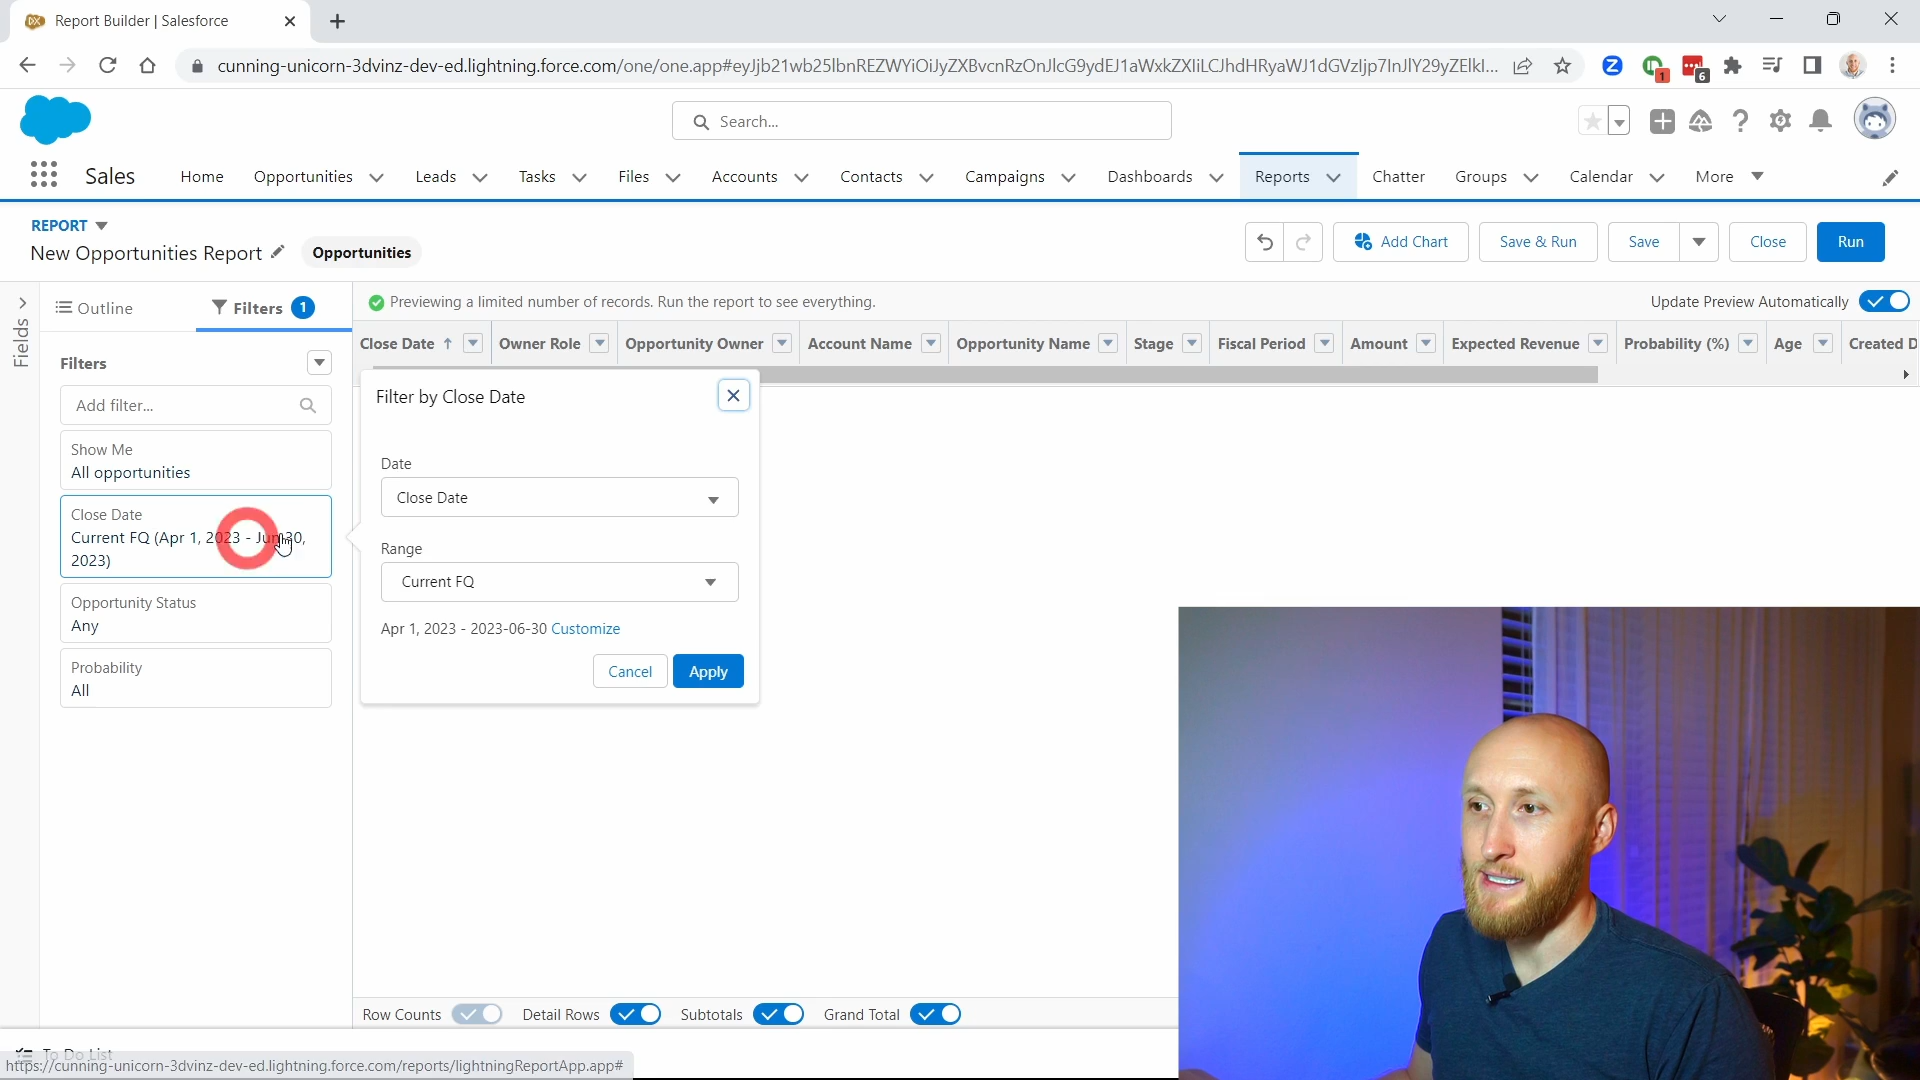 Report Builder | Salesforce
cunning-unicorn-3dvinz-dev-ed.lightning.force.com/one/one.app#eyJjb21wb25lbnREZWYiOiJyZXBvcnRzOnJlcG9ydEJ1aWxkZXIiLCJhdHRyaWJ1dGVzIjp7InJlY29yZElkI...
1
6
Search...
Sales
Home
Opportunities
Leads
Tasks
Files
Accounts
Contacts
Campaigns
Dashboards
Reports
Chatter
Groups
Calendar
More
REPORT
New Opportunities Report
Opportunities
Add Chart
Save & Run
Save
Close
Run
Fields
Outline
Filters 1
Previewing a limited number of records. Run the report to see everything.
Update Preview Automatically
Close Date
Owner Role
Opportunity Owner
Account Name
Opportunity Name
Stage
Fiscal Period
Amount
Expected Revenue
Probability (%)
Age
Created D
Filters
Add filter...
Show Me
All opportunities
Close Date
Current FQ (Apr 1, 2023 - Jun 30,
2023)
Opportunity Status
Any
Probability
All
Filter by Close Date
Date
Close Date
Range
Current FQ
Apr 1, 2023 - 2023-06-30 Customize
Cancel
Apply
Row Counts
Detail Rows
Subtotals
Grand Total
To Do List
https://cunning-unicorn-3dvinz-dev-ed.lightning.force.com/reports/lightningReportApp.app#